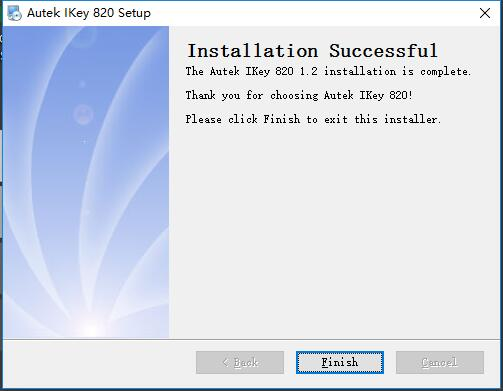 Autek IKey 820 Setup
Installation Successful
The Autek IKey 820 1.2 installation is complete.
Thank you for choosing Autek IKey 820!
Please click Finish to exit this installer.
< Back
Finish
Cancel